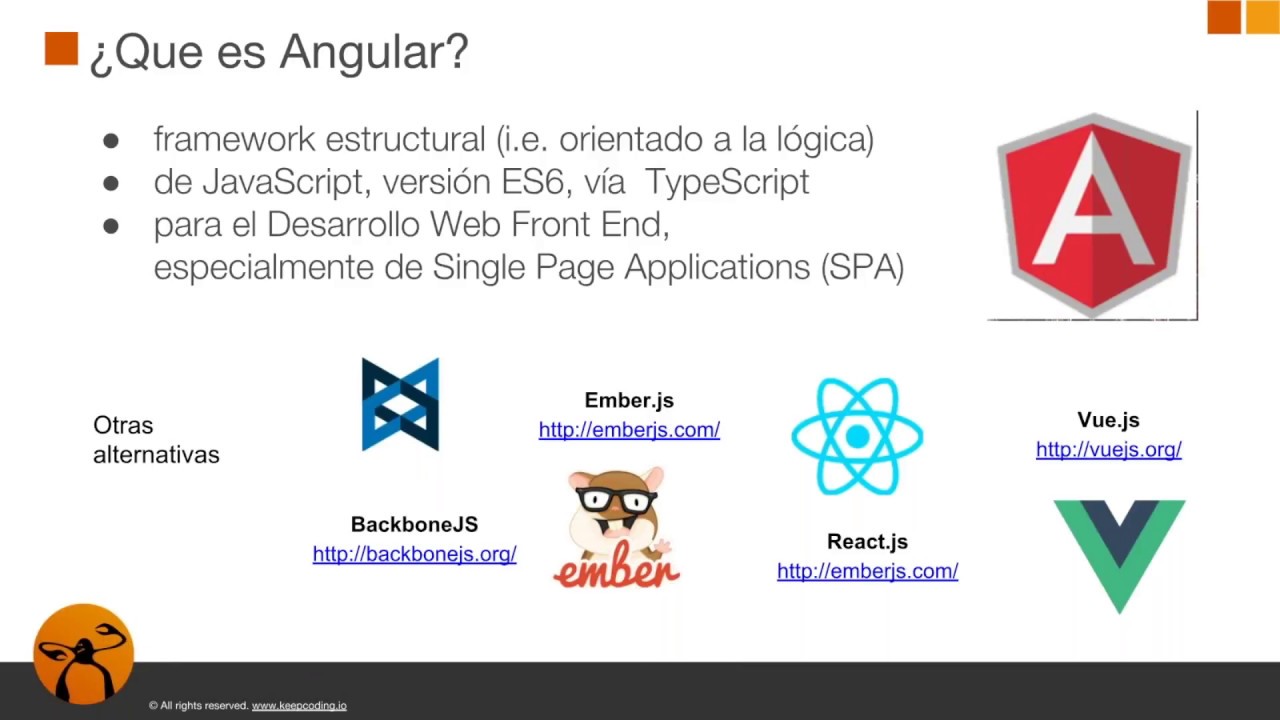 ¿Que es Angular?
● framework estructural (i.e. orientado a la lógica)
● de JavaScript, versión ES6, vía TypeScript
● para el Desarrollo Web Front End,
especialmente de Single Page Applications (SPA)
A
Otras
alternativas
BackboneJS
http://backbonejs.org/
Ember.js
http://emberjs.com/
ember
React.js
http://emberjs.com/
Vue.js
http://vuejs.org/
© All rights reserved. www.keepcoding.io